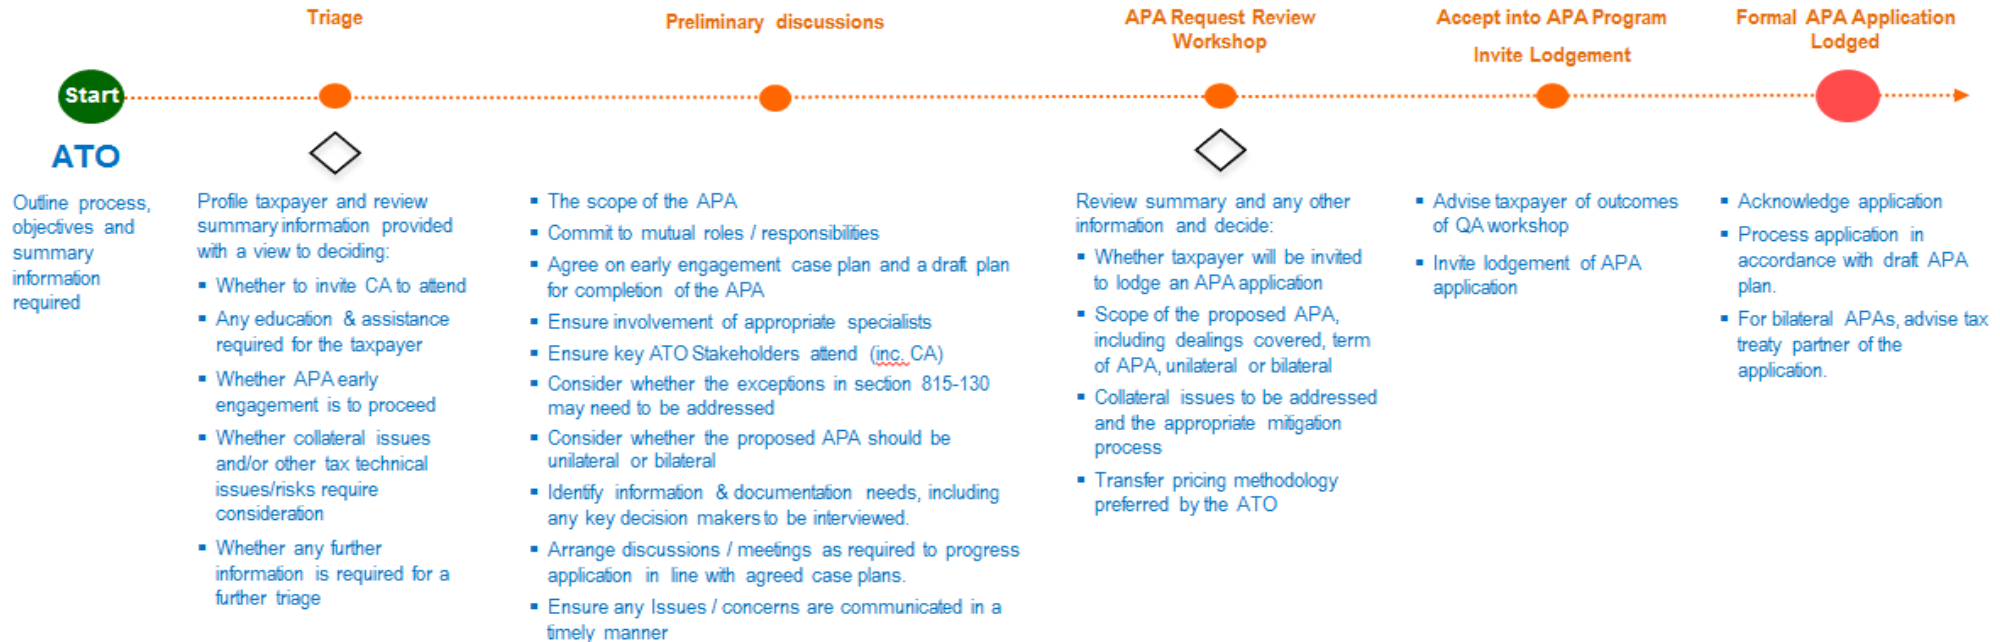 Triage
Preliminary discussions
APA Request Review
Workshop
Accept into APA Program
Invite Lodgement
Formal APA Application
Lodged
Start
ATO
Outline process,
objectives and
summary
information
required
Profile taxpayer and review
summary information provided
with a view to deciding:
▪ Whether to invite CA to attend
▪ Any education & assistance
required for the taxpayer
▪ Whether APA early
engagement is to proceed
▪ Whether collateral issues
and/or other tax technical
issues/risks require
consideration
▪ Whether any further
information is required for a
further triage
▪ The scope of the APA
▪ Commit to mutual roles / responsibilities
▪ Agree on early engagement case plan and a draft plan
for completion of the APA
▪ Ensure involvement of appropriate specialists
▪ Ensure key ATO Stakeholders attend (inc. CA)
▪ Consider whether the exceptions in section 815-130
may need to be addressed
▪ Consider whether the proposed APA should be
unilateral or bilateral
▪ Identify information & documentation needs, including
any key decision makers to be interviewed.
▪ Arrange discussions / meetings as required to progress
application in line with agreed case plans.
▪ Ensure any Issues / concerns are communicated in a
timely manner
Review summary and any other
information and decide:
▪ Whether taxpayer will be invited
to lodge an APA application
▪ Scope of the proposed APA,
including dealings covered, term
of APA, unilateral or bilateral
▪ Collateral issues to be addressed
and the appropriate mitigation
process
▪ Transfer pricing methodology
preferred by the ATO
▪ Advise taxpayer of outcomes
of QA workshop
▪ Invite lodgement of APA
application
▪ Acknowledge application
▪ Process application in
accordance with draft APA
plan.
▪ For bilateral APAs, advise tax
treaty partner of the
application.